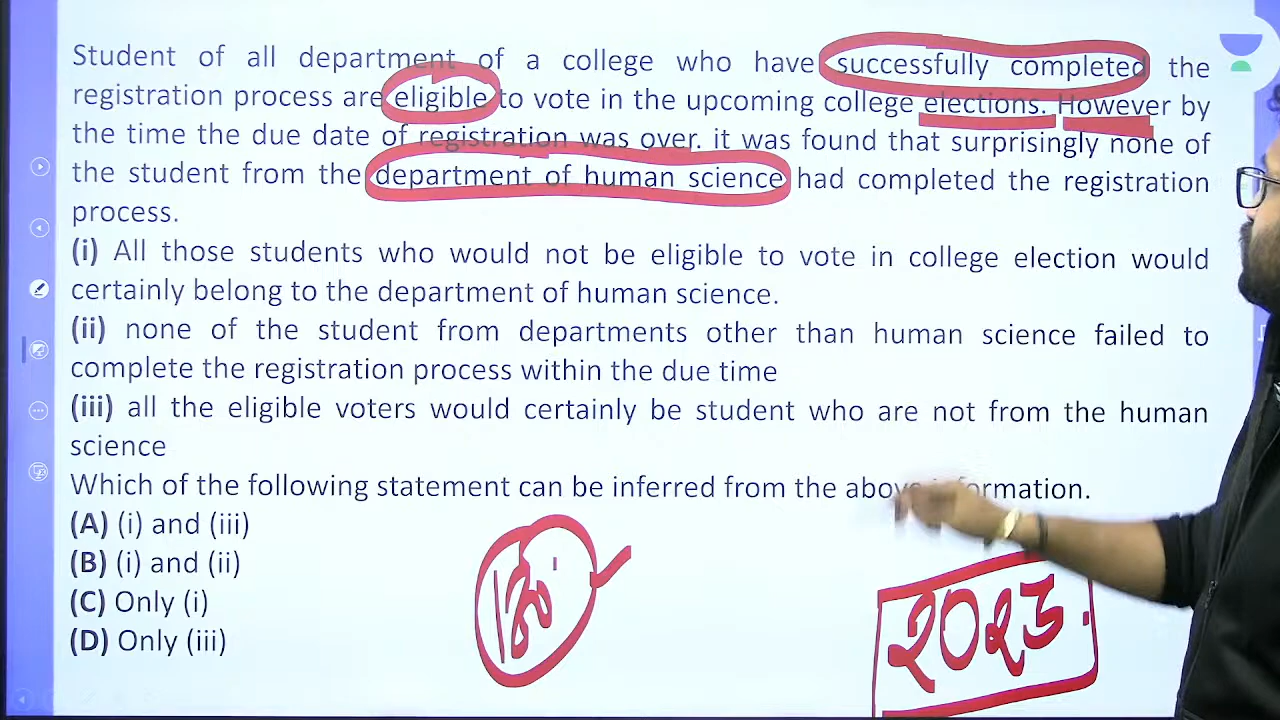 Student of all department of a college who have successfully completed the
registration process are eligible to vote in the upcoming college elections. However by
the time the due date of registration was over. it was found that surprisingly none of
the student from the department of human science had completed the registration
process.
(i) All those students who would not be eligible to vote in college election would
certainly belong to the department of human science.
(ii) none of the student from departments other than human science failed to
complete the registration process within the due time
(iii) all the eligible voters would certainly be student who are not from the human
science
Which of the following statement can be inferred from the above information.
(A) (i) and (iii)
(B) (i) and (ii)
(C) Only (i)
(D) Only (iii)